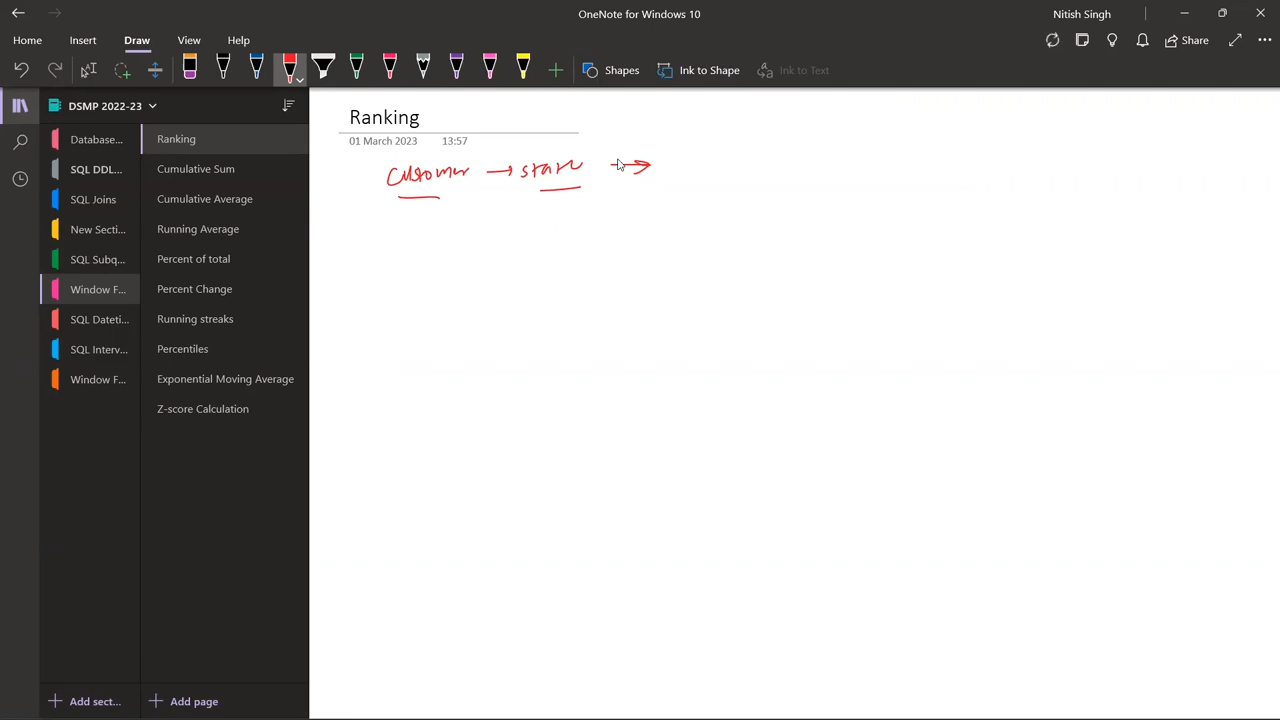 OneNote for Windows 10
Nitish Singh
Home Insert Draw View Help
Share
Shapes Ink to Shape Ink to Text
DSMP 2022-23
Database...
SQL DDL...
SQL Joins
New Secti...
SQL Subq...
Window F...
SQL Dateti...
SQL Interv...
Window F...
Add sect...
Ranking
Cumulative Sum
Cumulative Average
Running Average
Percent of total
Percent Change
Running streaks
Percentiles
Exponential Moving Average
Z-score Calculation
Add page
Ranking
01 March 2023 13:57
Customer → state →